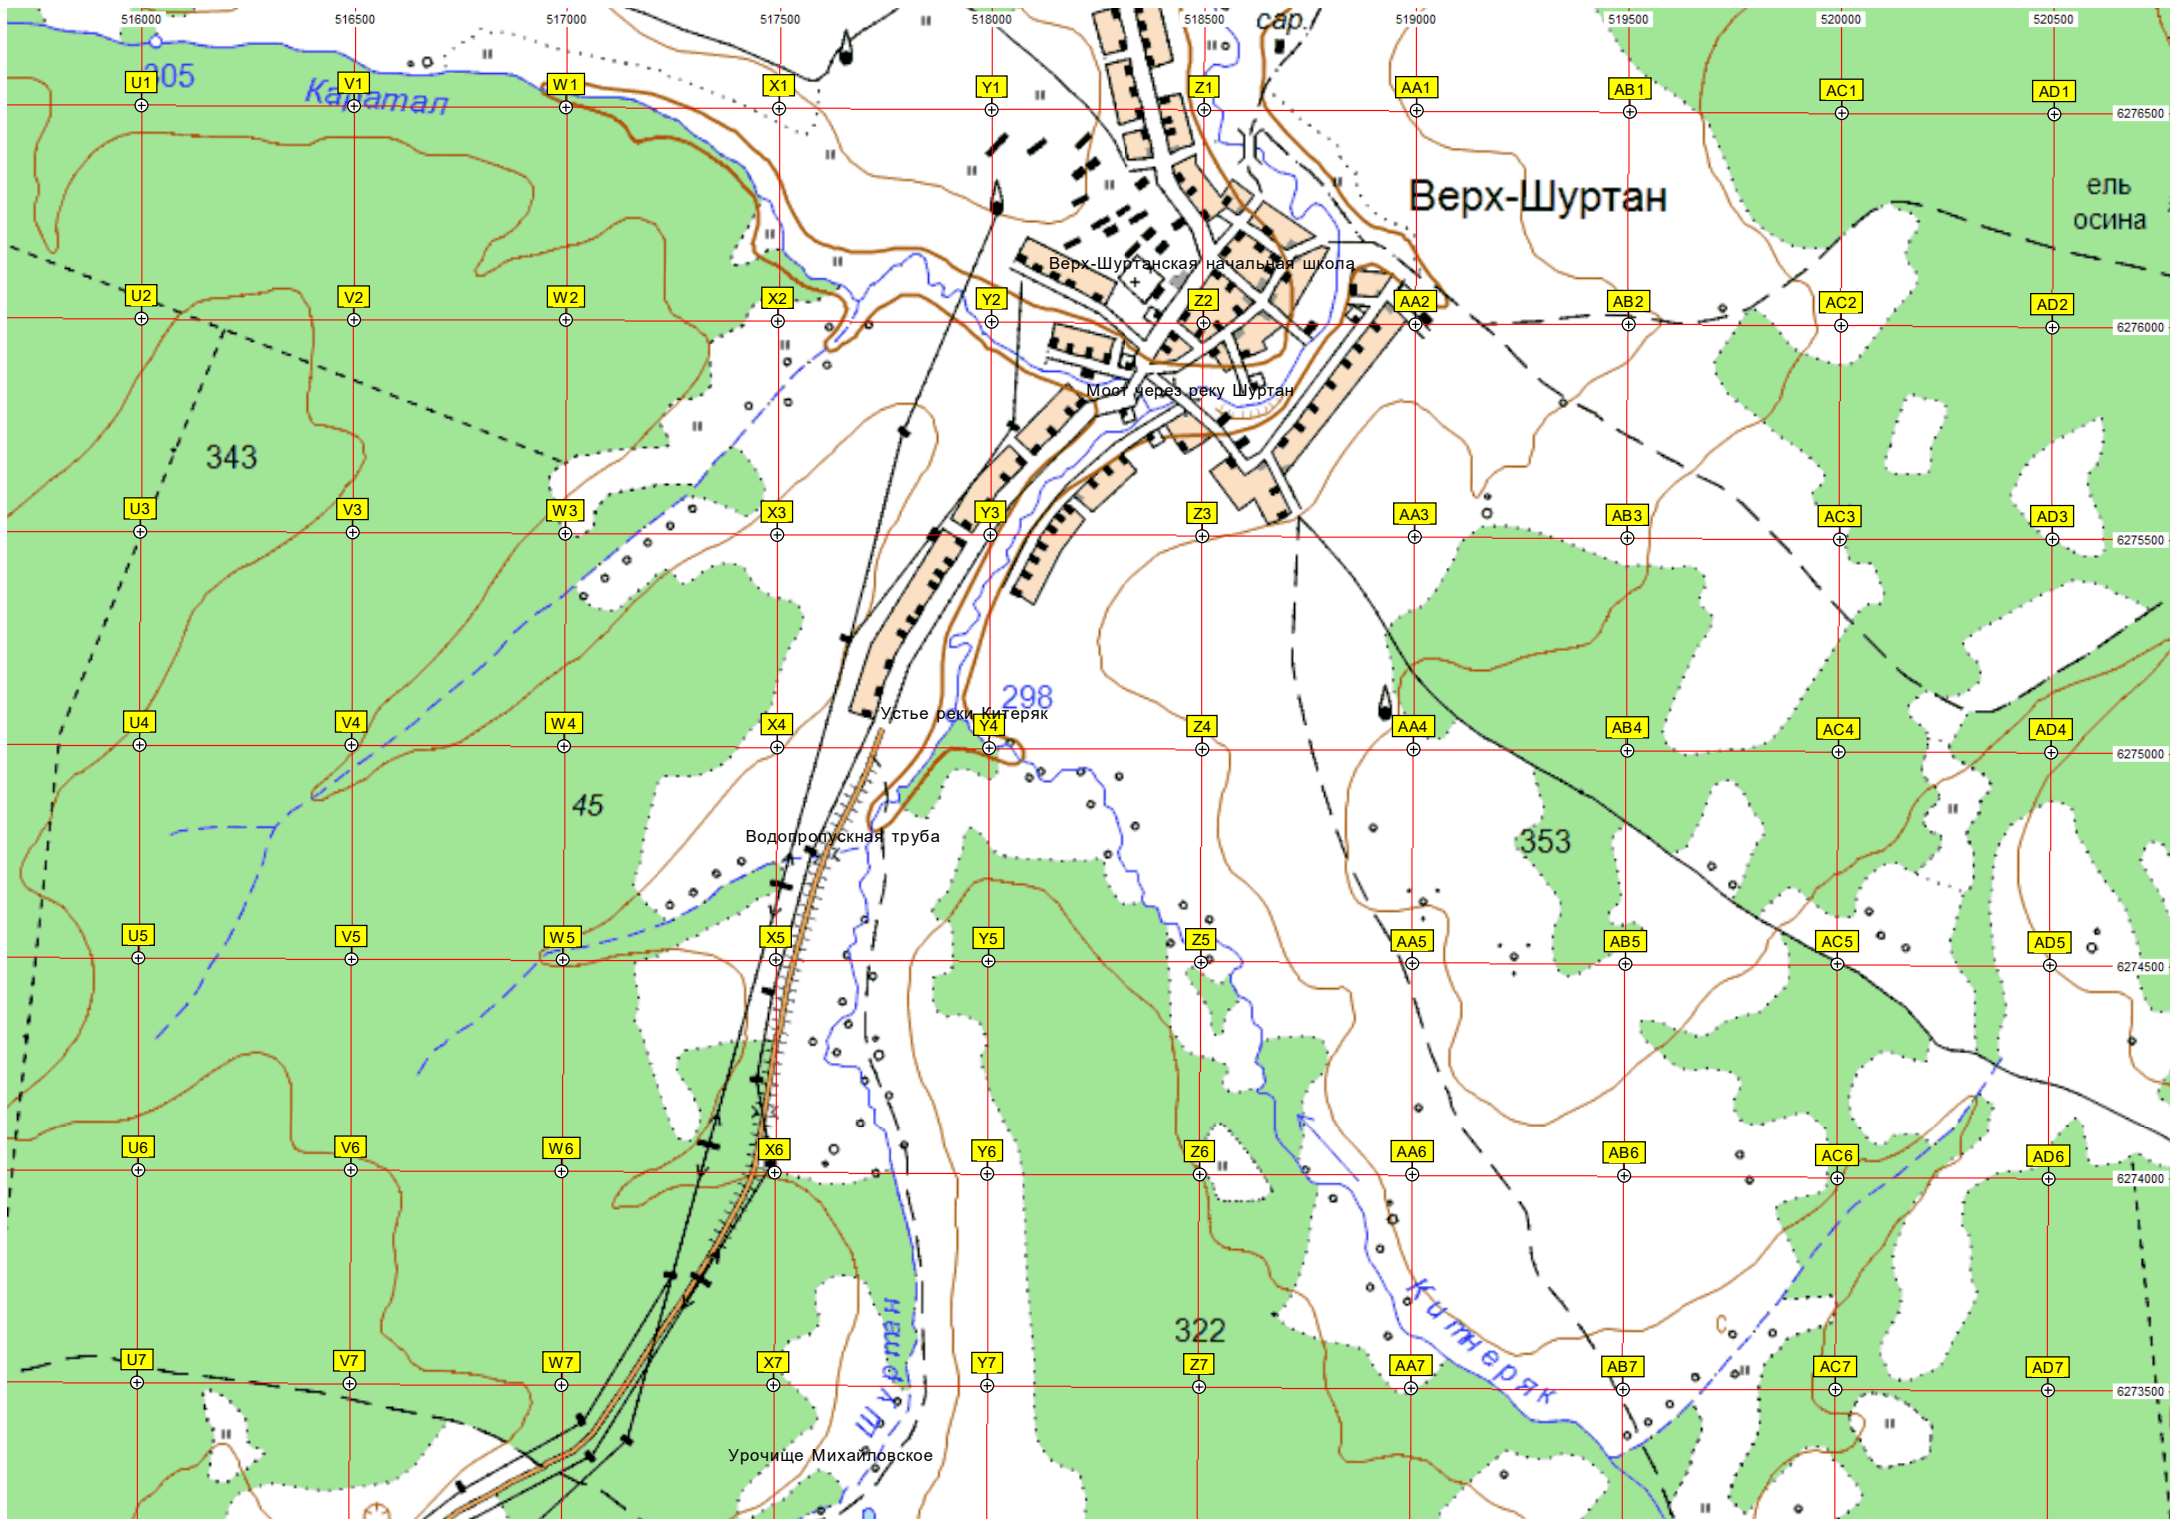 516000 516500 517000 517500 518000 518500 519000 519500 520000 520500
сар.
305
Каратал
U1 V1 W1 X1 Y1 Z1 AA1 AB1 AC1 AD1
6276500
Верх-Шуртан
ель
осина
Верх-Шуртанская начальная школа
U2 V2 W2 X2 Y2 Z2 AA2 AB2 AC2 AD2
6276000
Мост через реку Шуртан
343
U3 V3 W3 X3 Y3 Z3 AA3 AB3 AC3 AD3
6275500
298
Устье реки Китеряк
U4 V4 W4 X4 Y4 Z4 AA4 AB4 AC4 AD4
6275000
45
Водопропускная труба
353
U5 V5 W5 X5 Y5 Z5 AA5 AB5 AC5 AD5
6274500
U6 V6 W6 X6 Y6 Z6 AA6 AB6 AC6 AD6
6274000
Китнеряк
Шуртан
322
С
U7 V7 W7 X7 Y7 Z7 AA7 AB7 AC7 AD7
6273500
Урочище Михайловское